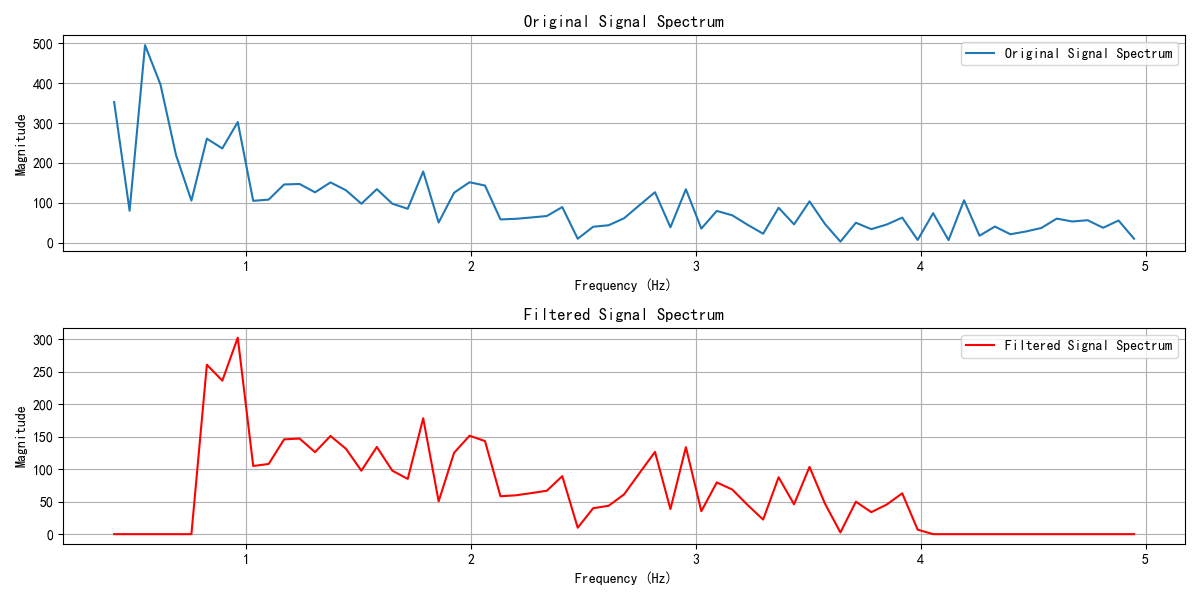 Original Signal Spectrum
Original Signal Spectrum
500
400
300
200
100
0
Magnitude
1 2 3 4 5
Frequency (Hz)
Filtered Signal Spectrum
Filtered Signal Spectrum
300
250
200
150
100
50
0
Magnitude
1 2 3 4 5
Frequency (Hz)